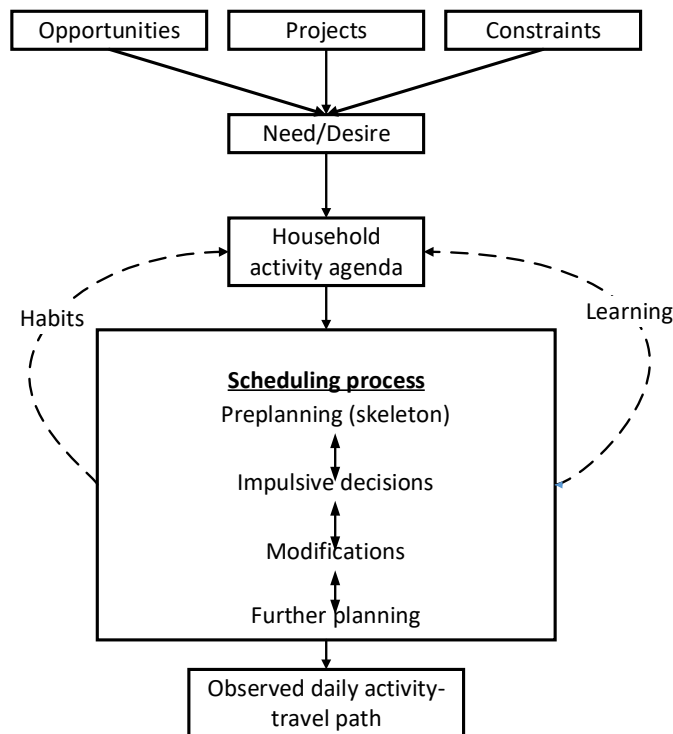 Opportunities
Projects
Constraints
Need/Desire
Household
activity agenda
Habits
Learning
Scheduling process
Preplanning (skeleton)
Impulsive decisions
Modifications
Further planning
Observed daily activity-
travel path